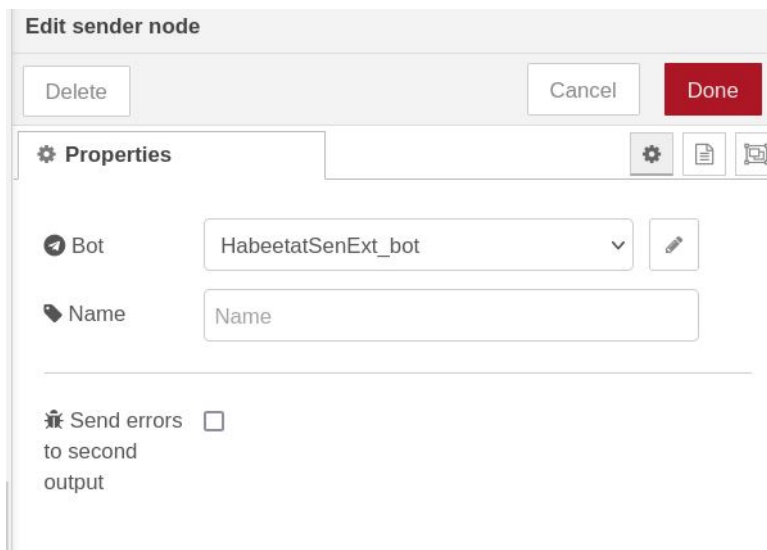 Edit sender node
Delete
Cancel
Done
Properties
Bot
HabeetatSenExt_bot
Name
Name
Send errors
to second
output